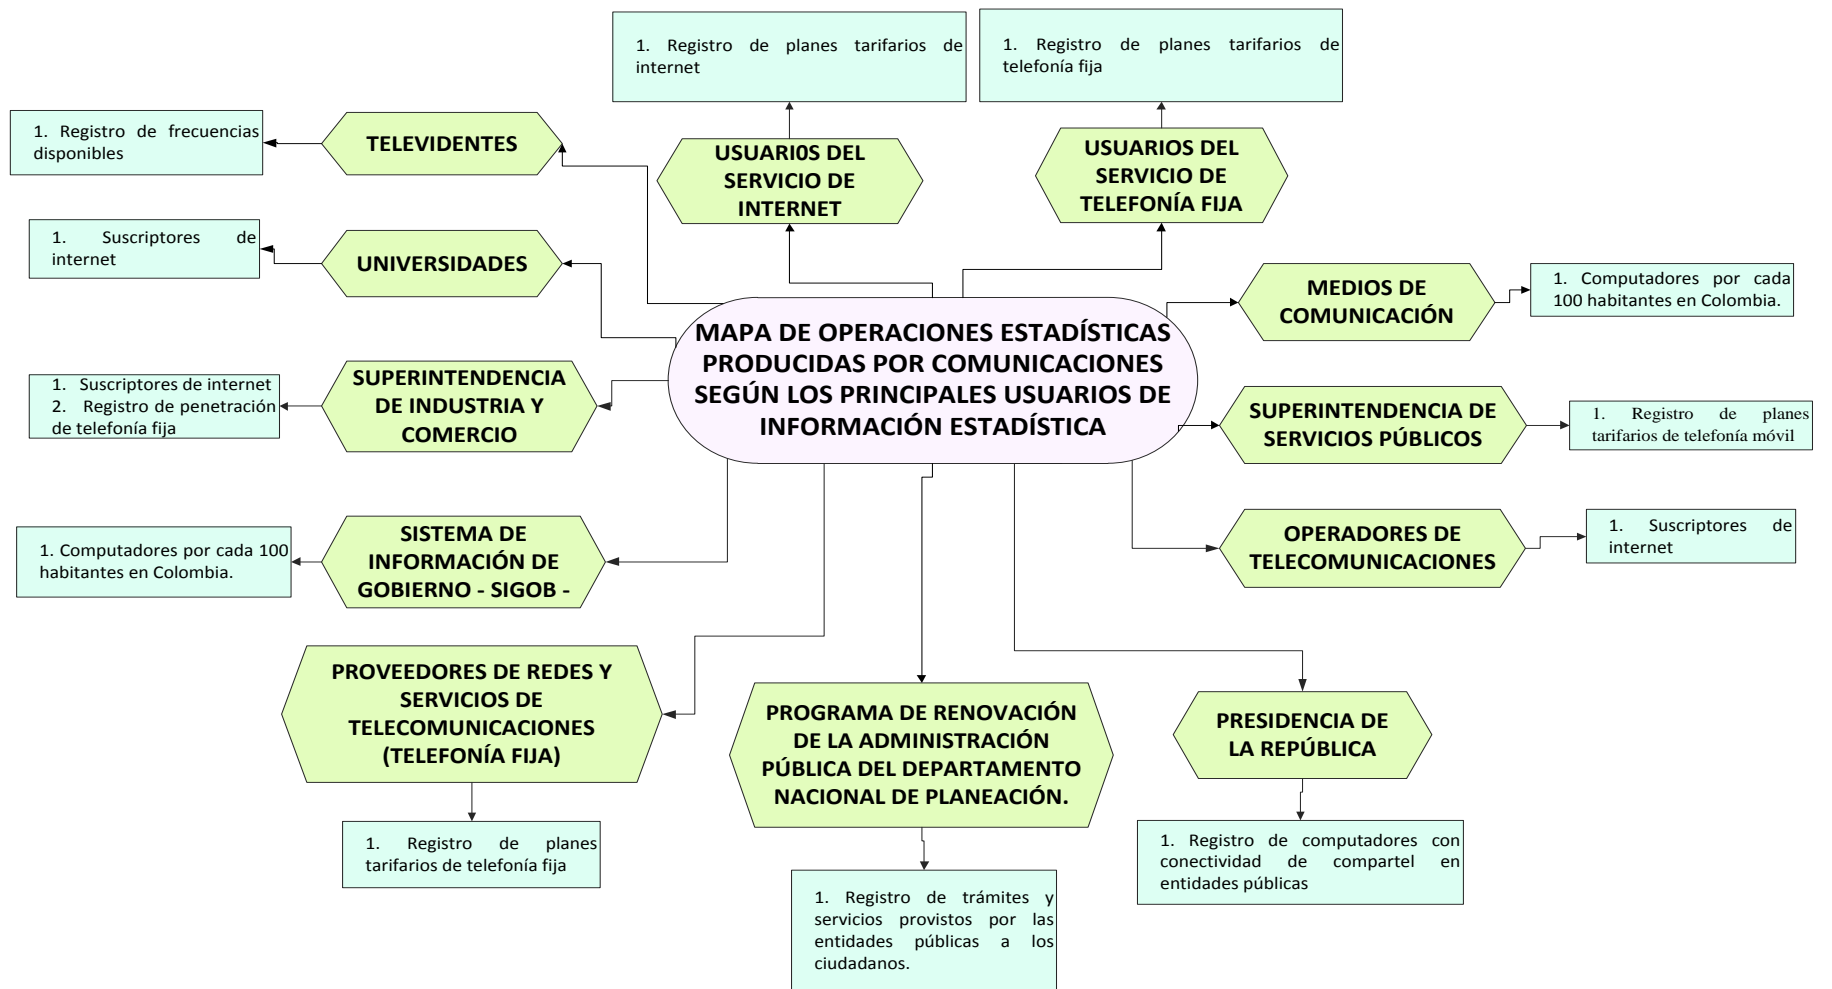 1. Registro de planes tarifarios de
internet
1. Registro de planes tarifarios de
telefonía fija
1. Registro de frecuencias
disponibles
TELEVIDENTES
USUARI0S DEL
SERVICIO DE
INTERNET
USUARIOS DEL
SERVICIO DE
TELEFONÍA FIJA
1. Suscriptores de
internet
UNIVERSIDADES
MEDIOS DE
COMUNICACIÓN
1. Computadores por cada
100 habitantes en Colombia.
MAPA DE OPERACIONES ESTADÍSTICAS
PRODUCIDAS POR COMUNICACIONES
SEGÚN LOS PRINCIPALES USUARIOS DE
INFORMACIÓN ESTADÍSTICA
1. Suscriptores de internet
2. Registro de penetración
de telefonía fija
SUPERINTENDENCIA
DE INDUSTRIA Y
COMERCIO
SUPERINTENDENCIA DE
SERVICIOS PÚBLICOS
1. Registro de planes
tarifarios de telefonía móvil
1. Computadores por cada 100
habitantes en Colombia.
SISTEMA DE
INFORMACIÓN DE
GOBIERNO - SIGOB -
OPERADORES DE
TELECOMUNICACIONES
1. Suscriptores de
internet
PROVEEDORES DE REDES Y
SERVICIOS DE
TELECOMUNICACIONES
(TELEFONÍA FIJA)
PROGRAMA DE RENOVACIÓN
DE LA ADMINISTRACIÓN
PÚBLICA DEL DEPARTAMENTO
NACIONAL DE PLANEACIÓN.
PRESIDENCIA DE
LA REPÚBLICA
1. Registro de planes
tarifarios de telefonía fija
1. Registro de trámites y
servicios provistos por las
entidades públicas a los
ciudadanos.
1. Registro de computadores con
conectividad de compartel en
entidades públicas